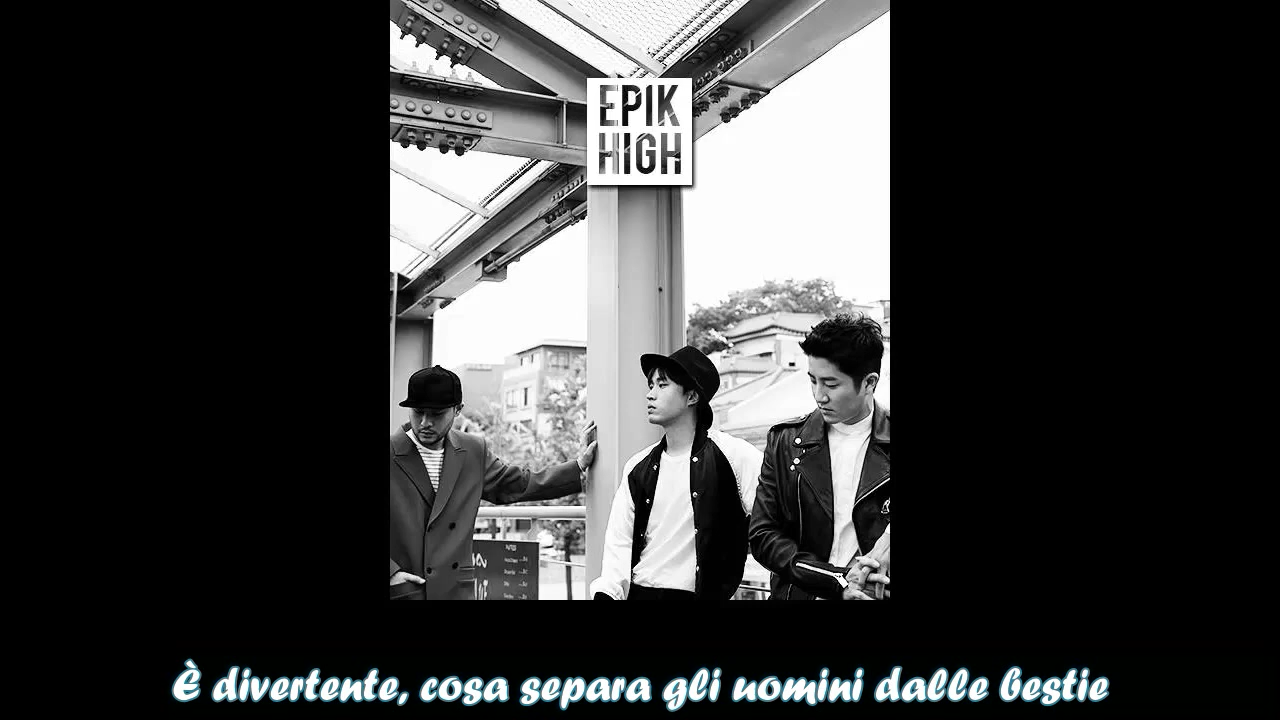 EPIK
HIGH
È divertente, cosa separa gli uomini dalle bestie